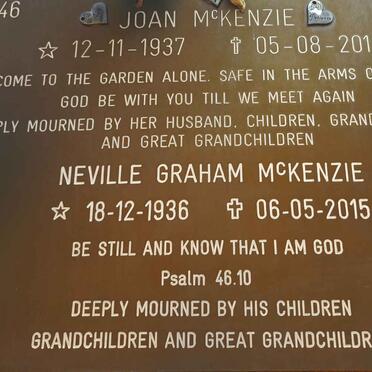 46
JOAN McKENZIE
☆ 12-11-1937 ✞ 05-08-201
COME TO THE GARDEN ALONE. SAFE IN THE ARMS O
GOD BE WITH YOU TILL WE MEET AGAIN
PLY MOURNED BY HER HUSBAND, CHILDREN, GRAND
AND GREAT GRANDCHILDREN
NEVILLE GRAHAM McKENZIE
☆ 18-12-1936 ✞ 06-05-2015
BE STILL AND KNOW THAT I AM GOD
Psalm 46.10
DEEPLY MOURNED BY HIS CHILDREN
GRANDCHILDREN AND GREAT GRANDCHILDR